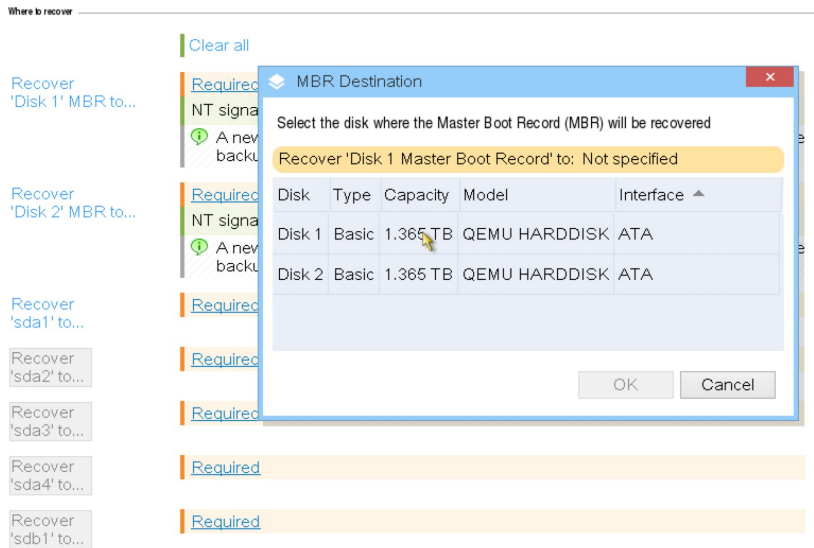 Where to recover
Clear all
Recover
'Disk 1' MBR to...
Required
NT signa
A new
backu
e
Recover
'Disk 2' MBR to...
Required
NT signa
A new
backu
e
Recover
'sda1' to...
Required
Recover
'sda2' to...
Required
Recover
'sda3' to...
Required
Recover
'sda4' to...
Required
Recover
'sdb1' to...
Required
MBR Destination
Select the disk where the Master Boot Record (MBR) will be recovered
Recover 'Disk 1 Master Boot Record' to: Not specified
Disk Type Capacity Model Interface
Disk 1 Basic 1.365 TB QEMU HARDDISK ATA
Disk 2 Basic 1.365 TB QEMU HARDDISK ATA
OK Cancel